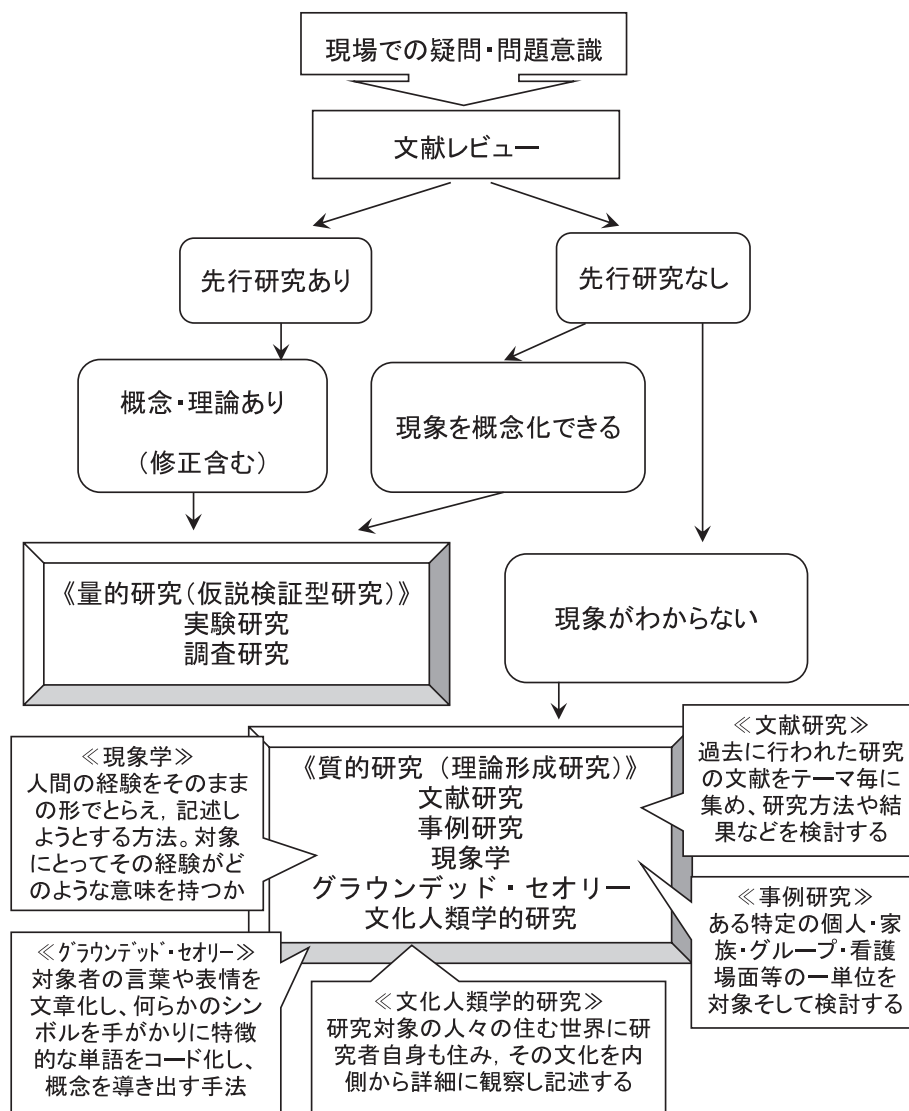 現場での疑問・問題意識
文献レビュー
先行研究あり
先行研究なし
概念・理論あり
（修正含む）
現象を概念化できる
《量的研究（仮説検証型研究）》
実験研究
調査研究
現象がわからない
《質的研究（理論形成研究）》
文献研究
事例研究
現象学
グラウンデッド・セオリー
文化人類学的研究
≪現象学≫
人間の経験をそのまま
の形でとらえ，記述し
ようとする方法。対象
にとってその経験がど
のような意味を持つか
≪文献研究≫
過去に行われた研究
の文献をテーマ毎に
集め、研究方法や結
果などを検討する
≪グラウンデッド・セオリー≫
対象者の言葉や表情を
文章化し、何らかのシン
ボルを手がかりに特徴
的な単語をコード化し、
概念を導き出す手法
≪文化人類学的研究≫
研究対象の人々の住む世界に研
究者自身も住み，その文化を内
側から詳細に観察し記述する
≪事例研究≫
ある特定の個人・家
族・グループ・看護
場面等の一単位を
対象そして検討する